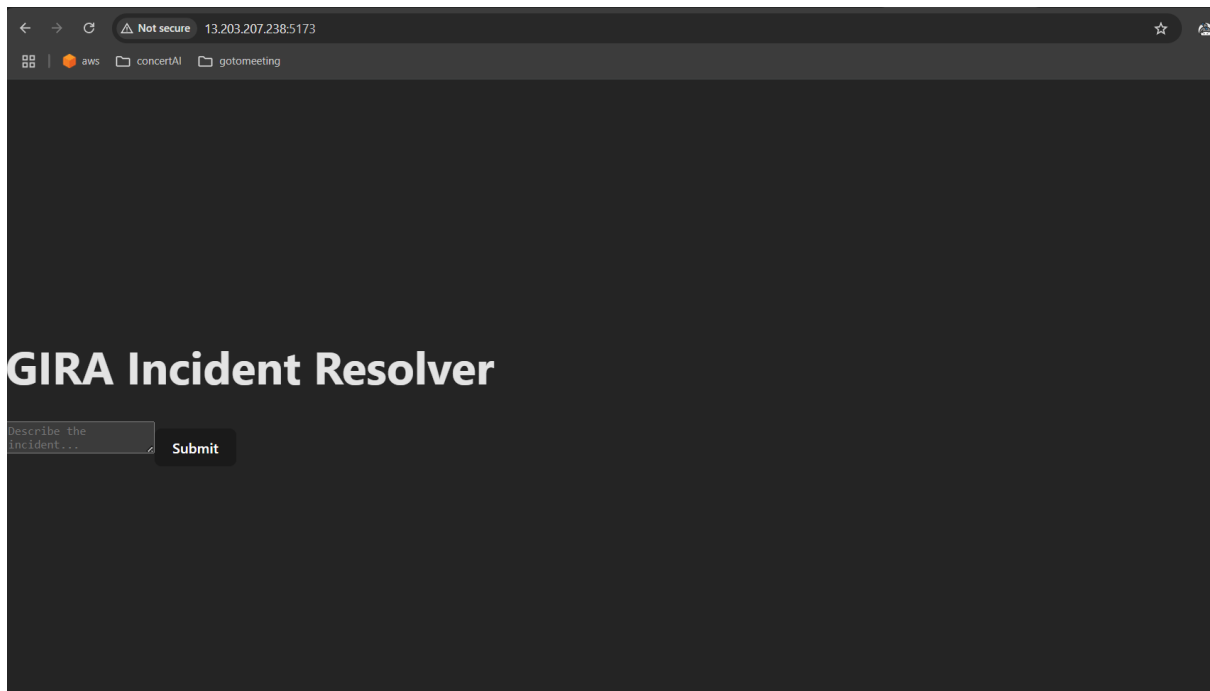 Not secure 13.203.207.238:5173
aws concertAI gotomeeting
GIRA Incident Resolver
Describe the
incident...
Submit